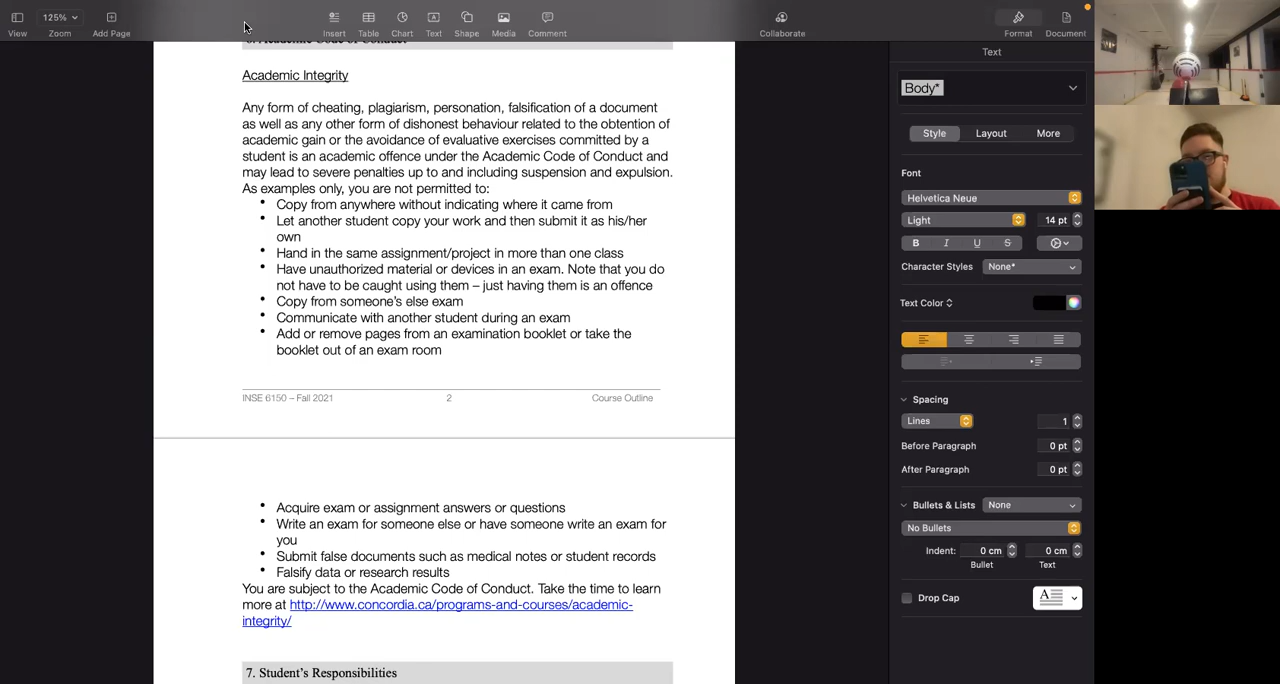 125%
View
Zoom
Add Page
Insert
Table
Chart
Text
Shape
Media
Comment
Collaborate
Format
Document
Academic Integrity
Any form of cheating, plagiarism, personation, falsification of a document
as well as any other form of dishonest behaviour related to the obtention of
academic gain or the avoidance of evaluative exercises committed by a
student is an academic offence under the Academic Code of Conduct and
may lead to severe penalties up to and including suspension and expulsion.
As examples only, you are not permitted to:
• Copy from anywhere without indicating where it came from
• Let another student copy your work and then submit it as his/her
own
• Hand in the same assignment/project in more than one class
• Have unauthorized material or devices in an exam. Note that you do
not have to be caught using them – just having them is an offence
• Copy from someone's else exam
• Communicate with another student during an exam
• Add or remove pages from an examination booklet or take the
booklet out of an exam room
INSE 6150 – Fall 2021 2 Course Outline
• Acquire exam or assignment answers or questions
• Write an exam for someone else or have someone write an exam for
you
• Submit false documents such as medical notes or student records
• Falsify data or research results
You are subject to the Academic Code of Conduct. Take the time to learn
more at http://www.concordia.ca/programs-and-courses/academic-
integrity/
7. Student's Responsibilities
Text
Body*
Style Layout More
Font
Helvetica Neue
Light 14 pt
B I U S
Character Styles None*
Text Color
Spacing
Lines 1
Before Paragraph 0 pt
After Paragraph 0 pt
Bullets & Lists None
No Bullets
Indent: 0 cm 0 cm
Bullet Text
Drop Cap A